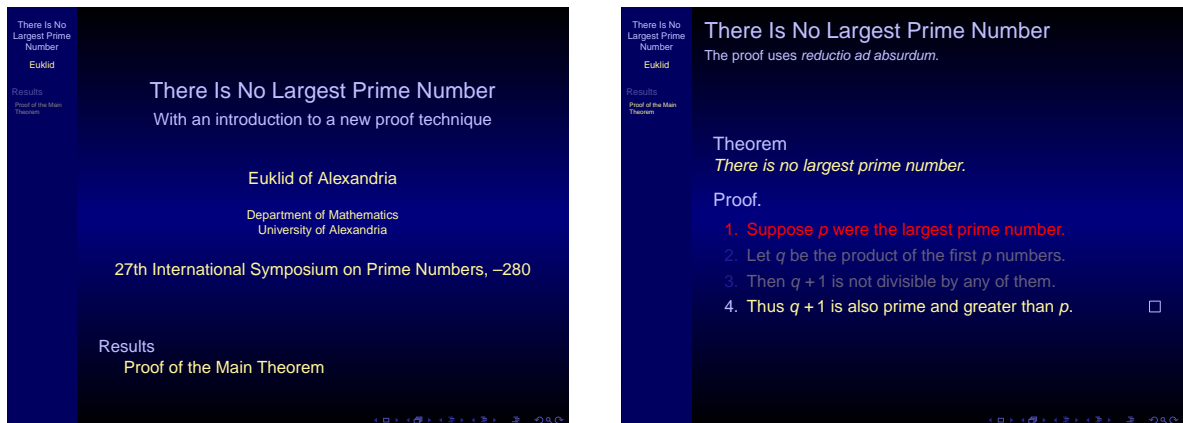 There Is No
Largest Prime
Number
Euklid
Results
Proof of the Main
Theorem
There Is No Largest Prime Number
With an introduction to a new proof technique
Euklid of Alexandria
Department of Mathematics
University of Alexandria
27th International Symposium on Prime Numbers, –280
Results
Proof of the Main Theorem
There Is No
Largest Prime
Number
Euklid
Results
Proof of the Main
Theorem
There Is No Largest Prime Number
The proof uses reductio ad absurdum.
Theorem
There is no largest prime number.
Proof.
1. Suppose p were the largest prime number.
2. Let q be the product of the first p numbers.
3. Then q + 1 is not divisible by any of them.
4. Thus q + 1 is also prime and greater than p. □